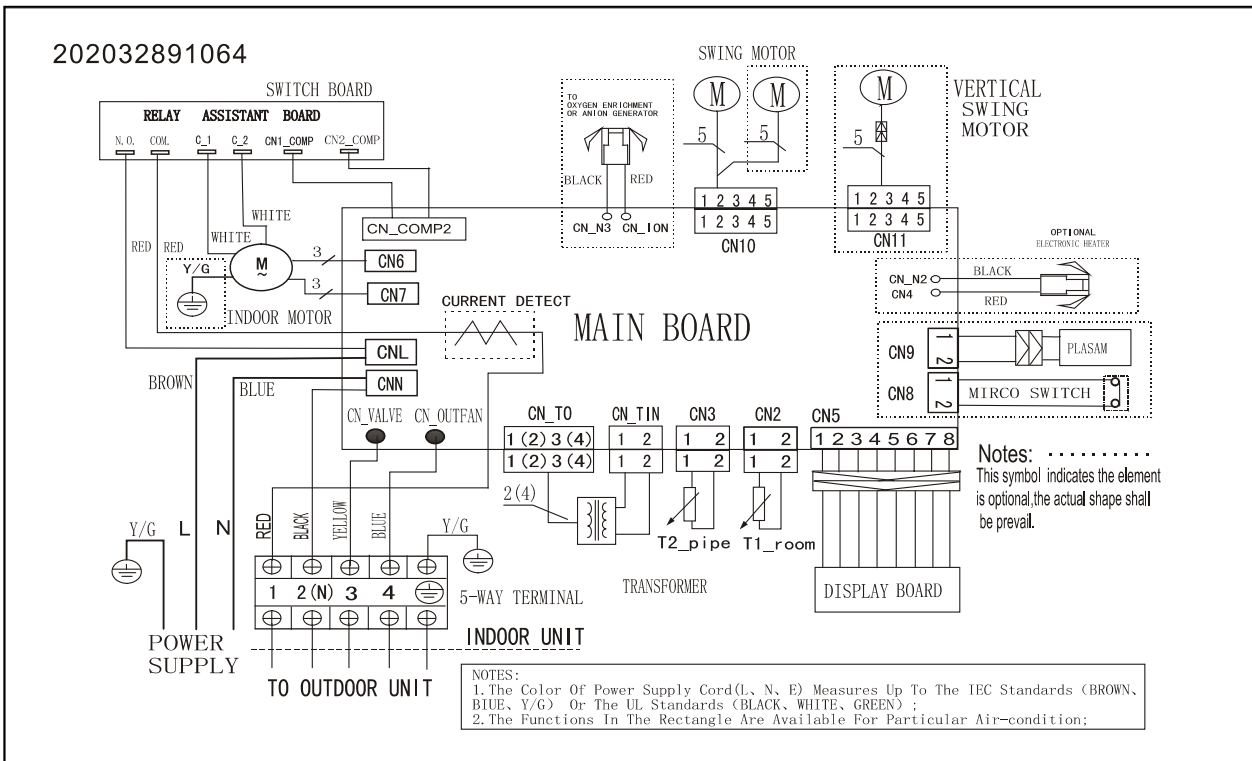 202032891064
SWITCH BOARD
RELAY ASSISTANT BOARD
N.O. COM. C_1 C_2 CN1_COMP CN2_COMP
TO
OXYGEN ENRICHMENT
OR ANION GENERATOR
BLACK RED
CN_N3 CN_ION
SWING MOTOR
M M
5 5
1 2 3 4 5
1 2 3 4 5
CN10
M
VERTICAL
SWING
MOTOR
5
1 2 3 4 5
1 2 3 4 5
CN11
WHITE
WHITE
RED RED
CN_COMP2
Y/G
M
~
3
CN6
3
CN7
INDOOR MOTOR
CURRENT DETECT
MAIN BOARD
OPTIONAL
ELECTRONIC HEATER
CN_N2 BLACK
CN4 RED
CN9 1 2 PLASAM
CN8 1 2 MIRCO SWITCH
CNL
CNN
BROWN
BLUE
CN_VALVE CN_OUTFAN
CN_TO CN_TIN CN3 CN2 CN5
1(2)3(4) 1 2 1 2 1 2 1 2 3 4 5 6 7 8
1(2)3(4) 1 2 1 2 1 2
2(4)
T2_pipe T1_room
TRANSFORMER
DISPLAY BOARD
Notes: ..........
This symbol indicates the element
is optional,the actual shape shall
be prevail.
Y/G L N RED BLACK YELLOW BLUE Y/G
1 2(N) 3 4
5-WAY TERMINAL
POWER
SUPPLY
INDOOR UNIT
TO OUTDOOR UNIT
NOTES:
1.The Color Of Power Supply Cord(L、N、E) Measures Up To The IEC Standards (BROWN、
BIUE、Y/G) Or The UL Standards (BLACK、WHITE、GREEN) ;
2.The Functions In The Rectangle Are Available For Particular Air-condition;